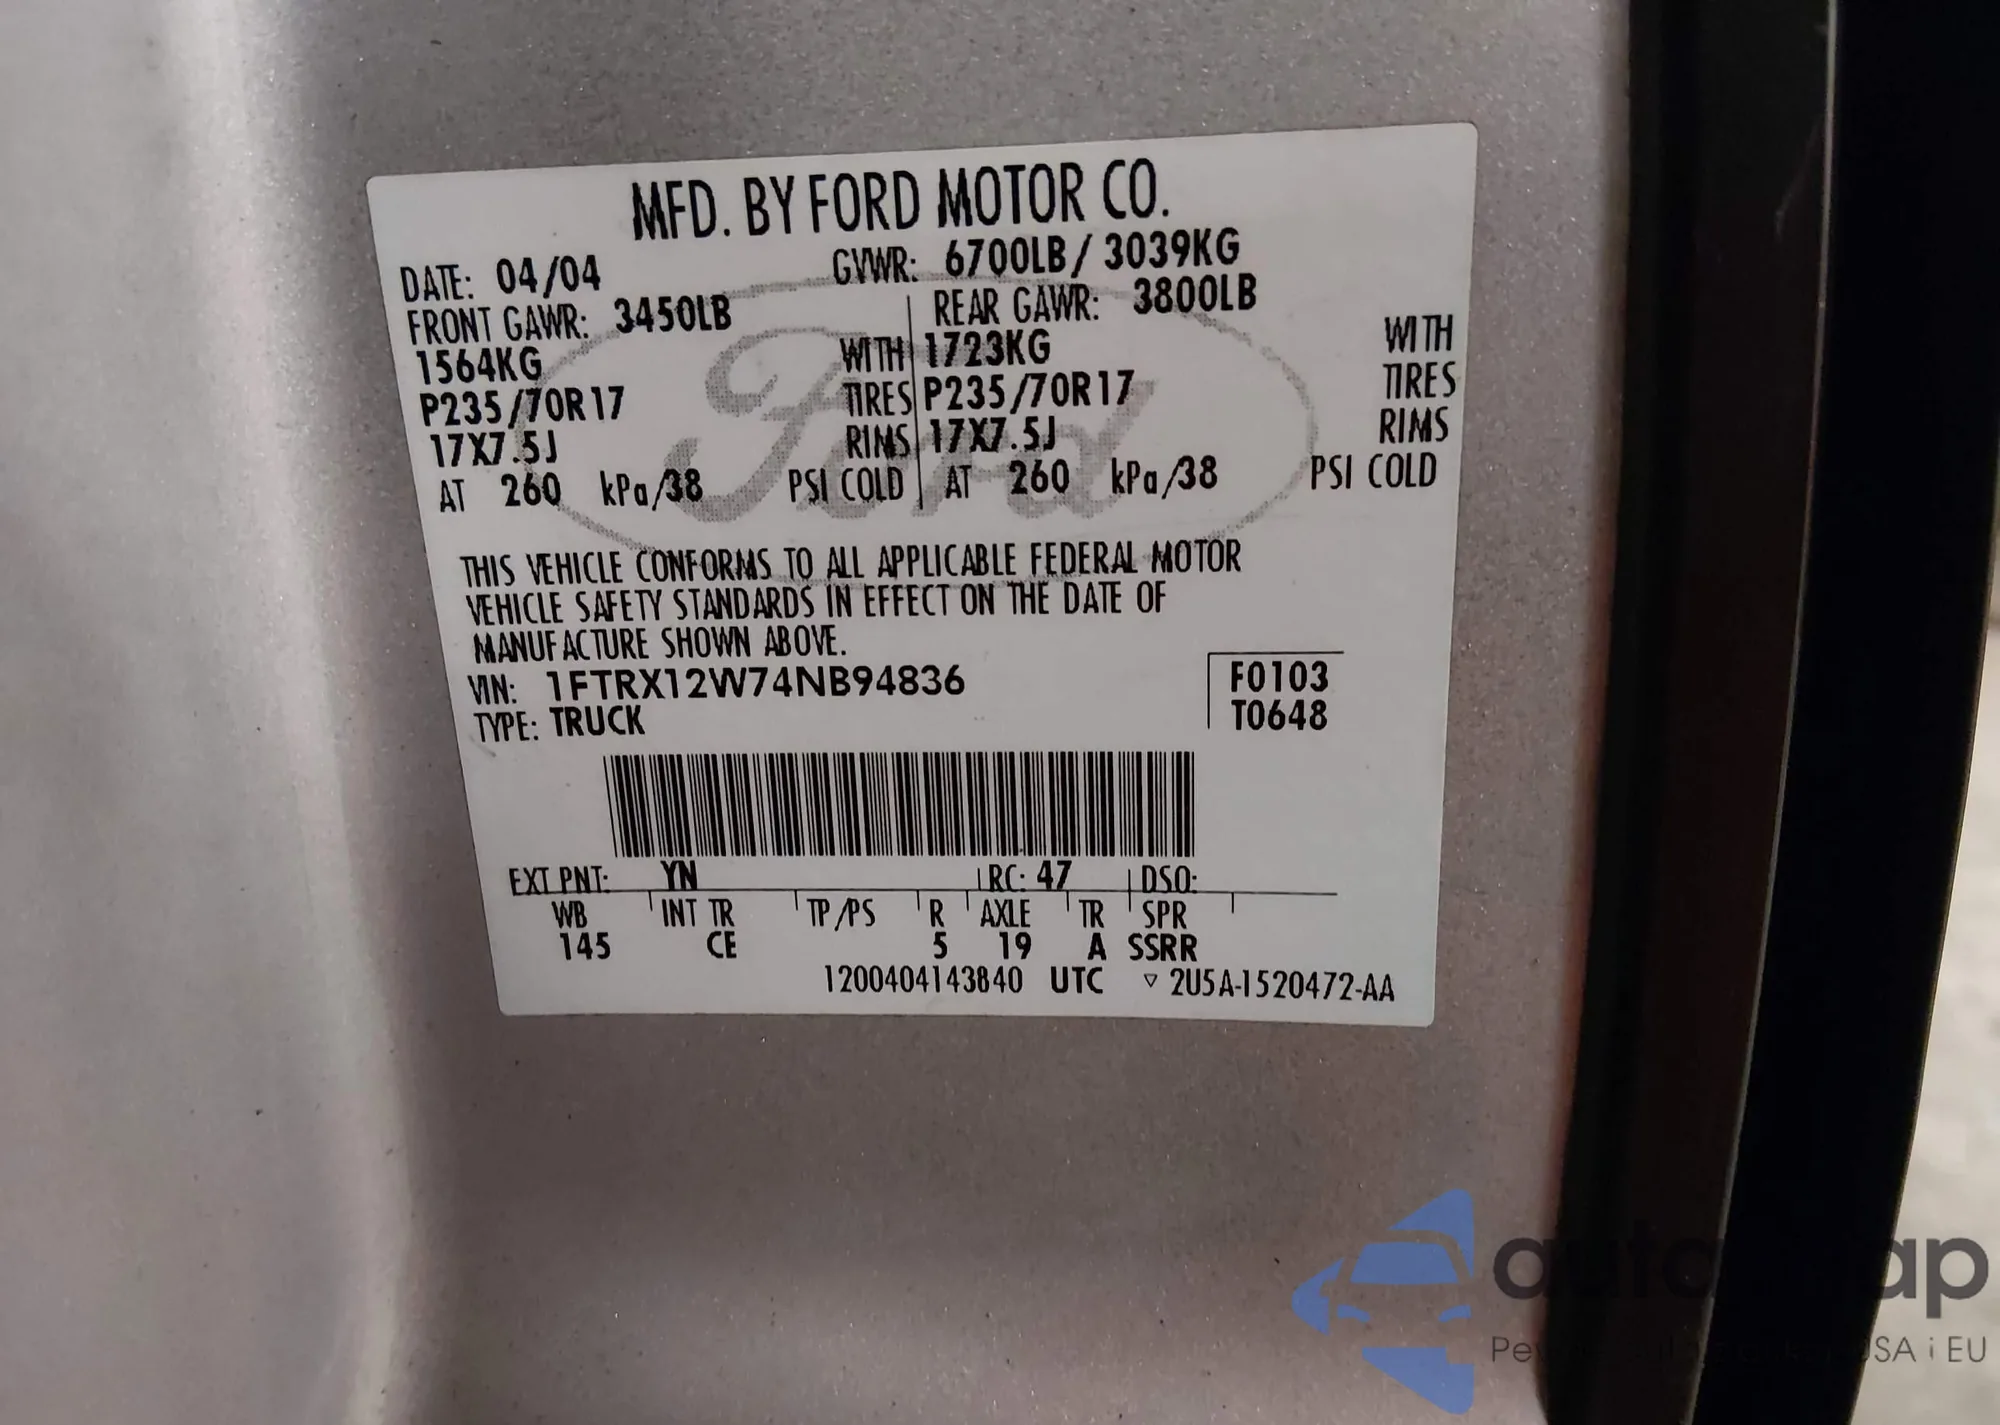 MFD. BY FORD MOTOR CO.
DATE: 04/04 GVWR: 6700LB / 3039KG
FRONT GAWR: 3450LB REAR GAWR: 3800LB
1564KG WITH 1723KG WITH
P235/70R17 TIRES P235/70R17 TIRES
17X7.5J RIMS 17X7.5J RIMS
AT 260 kPa/38 PSI COLD AT 260 kPa/38 PSI COLD
Ford
THIS VEHICLE CONFORMS TO ALL APPLICABLE FEDERAL MOTOR
VEHICLE SAFETY STANDARDS IN EFFECT ON THE DATE OF
MANUFACTURE SHOWN ABOVE.
VIN: 1FTRX12W74NB94836 F0103
TYPE: TRUCK T0648
EXT PNT: YN RC: 47 DSO:
WB INT TR TP/PS R AXLE TR SPR
145 CE 5 19 A SSRR
1200404143840 UTC ▽ 2U5A-1520472-AA
USA i EU